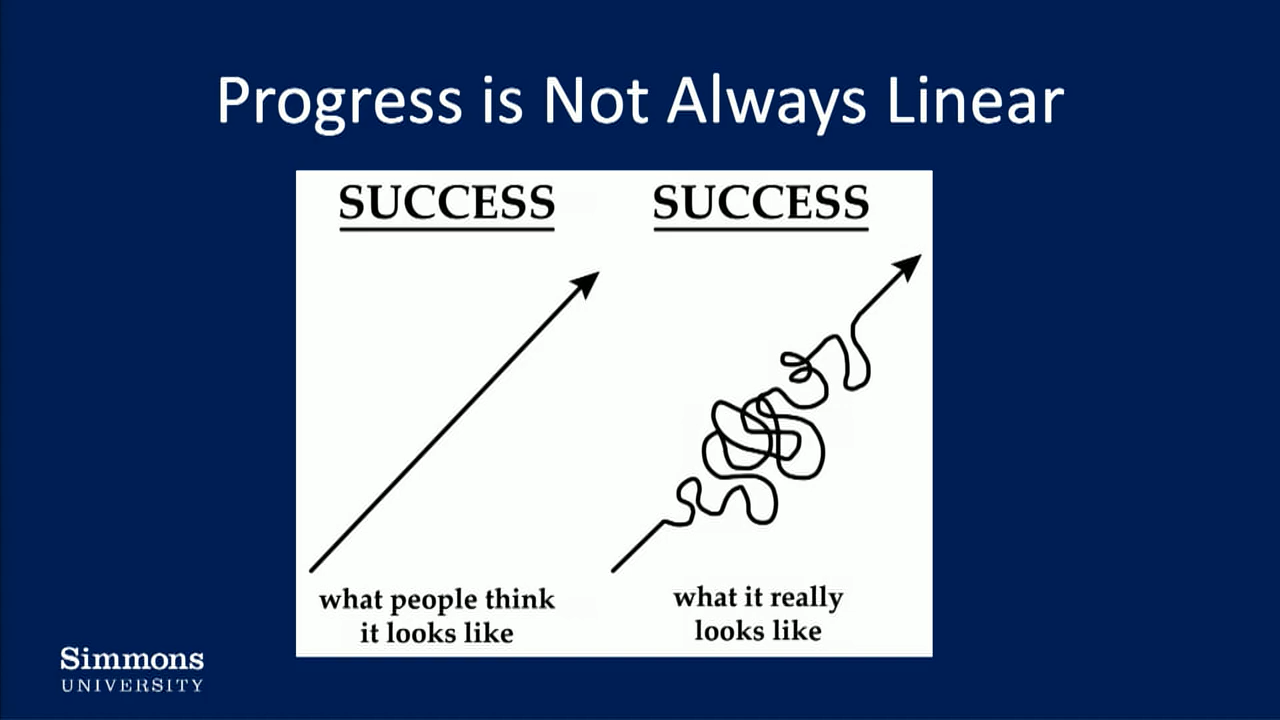 Progress is Not Always Linear
SUCCESS
what people think
it looks like
SUCCESS
what it really
looks like
Simmons
UNIVERSITY